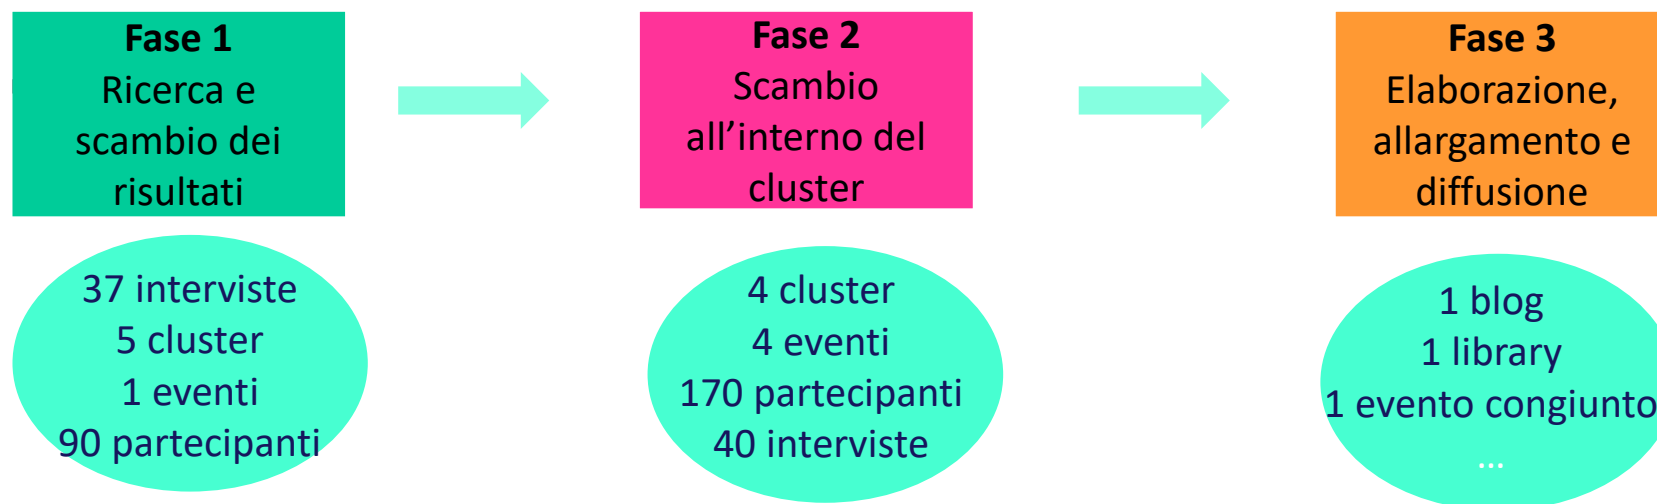 Fase 1
Ricerca e
scambio dei
risultati
Fase 2
Scambio
all’interno del
cluster
Fase 3
Elaborazione,
allargamento e
diffusione
37 interviste
5 cluster
1 eventi
90 partecipanti
4 cluster
4 eventi
170 partecipanti
40 interviste
1 blog
1 library
1 evento congiunto
...